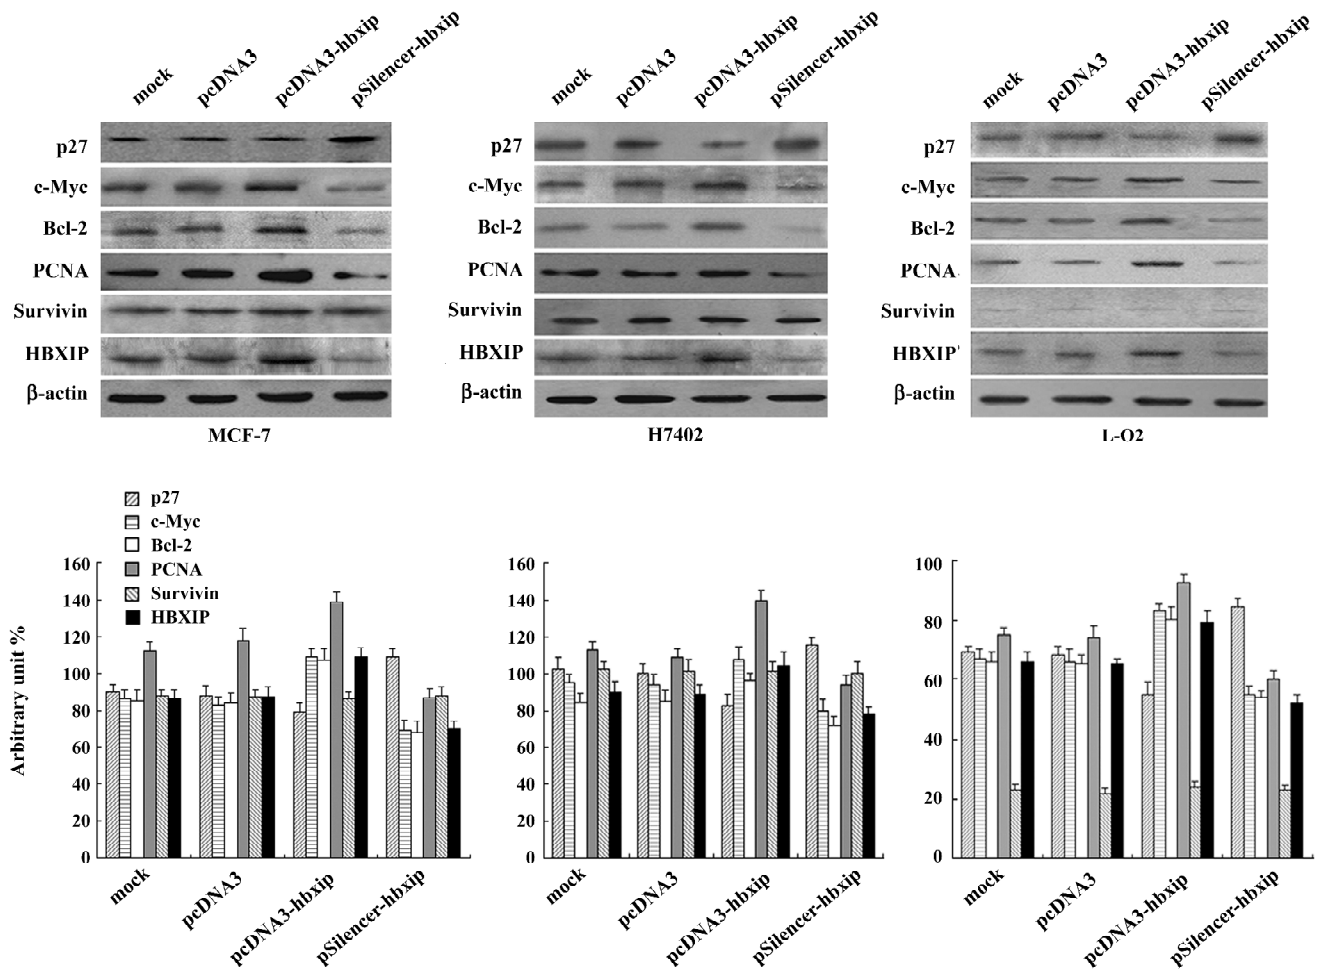 mock pcDNA3 pcDNA3-hbxip pSilencer-hbxip
p27
c-Myc
Bcl-2
PCNA
Survivin
HBXIP
β-actin
MCF-7
mock pcDNA3 pcDNA3-hbxip pSilencer-hbxip
p27
c-Myc
Bcl-2
PCNA
Survivin
HBXIP
β-actin
H7402
mock pcDNA3 pcDNA3-hbxip pSilencer-hbxip
p27
c-Myc
Bcl-2
PCNA
Survivin
HBXIP
β-actin
L-O2
p27
c-Myc
Bcl-2
PCNA
Survivin
HBXIP
Arbitrary unit %
160
140
120
100
80
60
40
20
0
mock pcDNA3 pcDNA3-hbxip pSilencer-hbxip
160
140
120
100
80
60
40
20
0
mock pcDNA3 pcDNA3-hbxip pSilencer-hbxip
100
80
60
40
20
0
mock pcDNA3 pcDNA3-hbxip pSilencer-hbxip